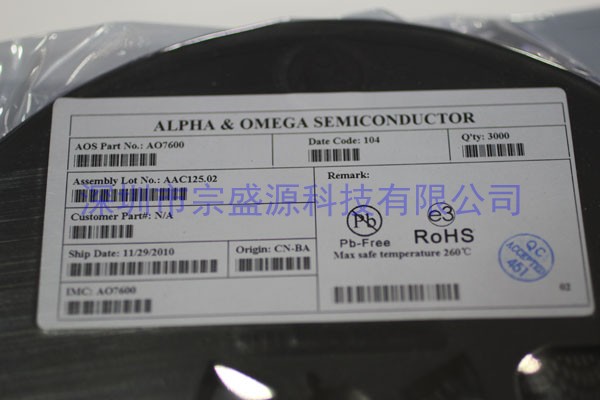 ALPHA & OMEGA SEMICONDUCTOR
AOS Part No.: AO7600
Date Code: 104
Q'ty: 3000
Assembly Lot No.: AAC125.02
Remark:
深圳市宗盛源科技有限公司
Customer Part#: N/A
Pb
e3
Pb-Free
RoHS
Ship Date: 11/29/2010
Origin: CN-BA
Max safe temperature 260℃
QC
ACCEPTED
451
IMC: AO7600
02